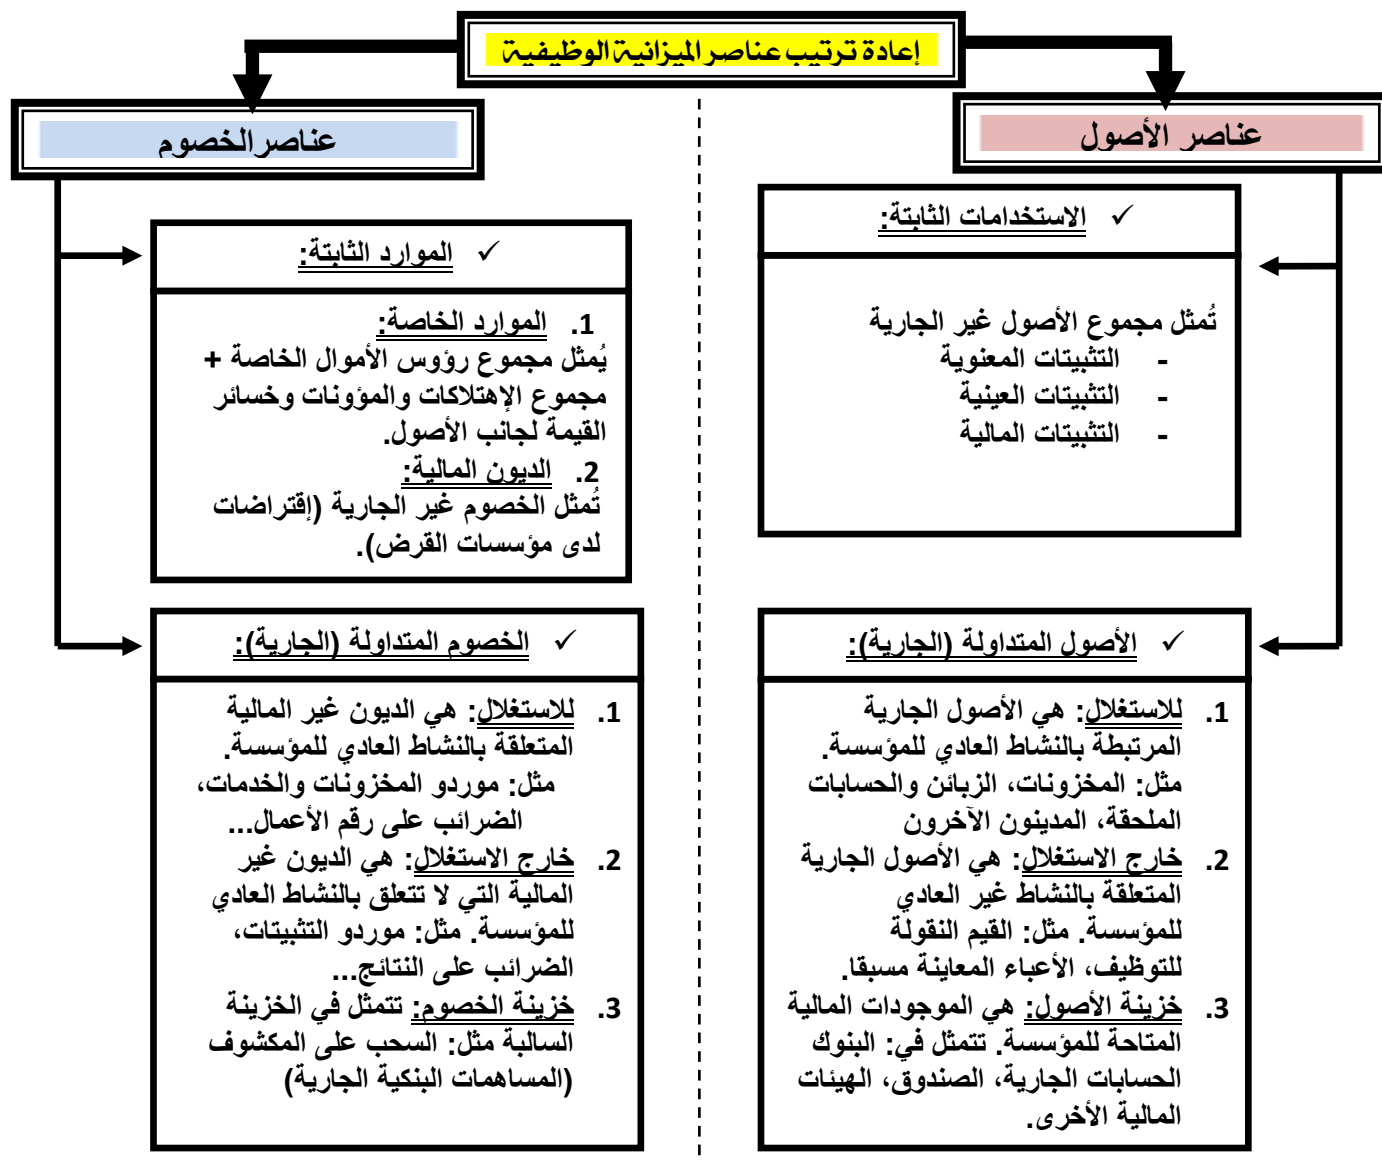 إعادة ترتيب عناصر الميزانية الوظيفية
عناصر الأصول
✓ الاستخدامات الثابتة:
تُمثل مجموع الأصول غير الجارية
- التثبيتات المعنوية
- التثبيتات العينية
- التثبيتات المالية
✓ الأصول المتداولة (الجارية):
1. للاستغلال: هي الأصول الجارية
المرتبطة بالنشاط العادي للمؤسسة.
مثل: المخزونات، الزبائن والحسابات
الملحقة، المدينون الآخرون
2. خارج الاستغلال: هي الأصول الجارية
المتعلقة بالنشاط غير العادي
للمؤسسة. مثل: القيم النقولة
للتوظيف، الأعباء المعاينة مسبقا.
3. خزينة الأصول: هي الموجودات المالية
المتاحة للمؤسسة. تتمثل في: البنوك
الحسابات الجارية، الصندوق، الهيئات
المالية الأخرى.
عناصر الخصوم
✓ الموارد الثابتة:
1. الموارد الخاصة:
يُمثل مجموع رؤوس الأموال الخاصة +
مجموع الإهتلاكات والمؤونات وخسائر
القيمة لجانب الأصول.
2. الديون المالية:
تُمثل الخصوم غير الجارية (إقتراضات
لدى مؤسسات القرض).
✓ الخصوم المتداولة (الجارية):
1. للاستغلال: هي الديون غير المالية
المتعلقة بالنشاط العادي للمؤسسة.
مثل: موردو المخزونات والخدمات،
الضرائب على رقم الأعمال...
2. خارج الاستغلال: هي الديون غير
المالية التي لا تتعلق بالنشاط العادي
للمؤسسة. مثل: موردو التثبيتات،
الضرائب على النتائج...
3. خزينة الخصوم: تتمثل في الخزينة
السالبة مثل: السحب على المكشوف
(المساهمات البنكية الجارية)